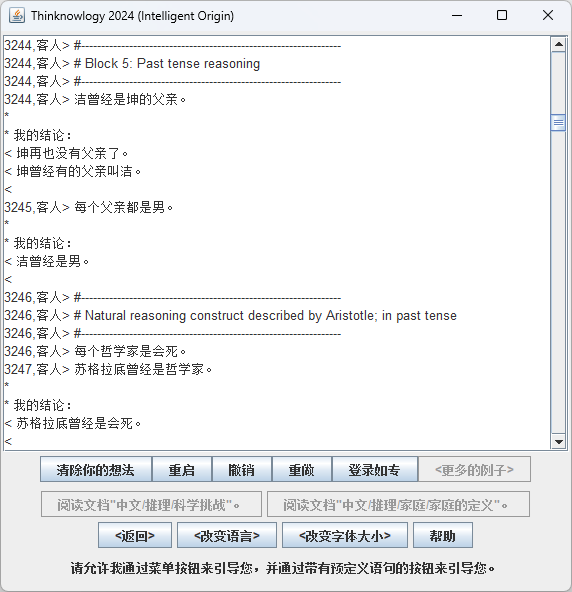 Thinknowlogy 2024 (Intelligent Origin)
3244,客人> #----------------------------------------------------------------
3244,客人> # Block 5: Past tense reasoning
3244,客人> #----------------------------------------------------------------
3244,客人> 洁曾经是坤的父亲。
*
* 我的结论：
< 坤再也没有父亲了。
< 坤曾经有的父亲叫洁。
<
3245,客人> 每个父亲都是男。
*
* 我的结论：
< 洁曾经是男。
<
3246,客人> #----------------------------------------------------------------
3246,客人> # Natural reasoning construct described by Aristotle; in past tense
3246,客人> #----------------------------------------------------------------
3246,客人> 每个哲学家是会死。
3247,客人> 苏格拉底曾经是哲学家。
*
* 我的结论：
< 苏格拉底曾经是会死。
<
清除你的想法 重启 撤销 重做 登录如专 <更多的例子>
阅读文档"中文/推理/科学挑战"。 阅读文档"中文/推理/家庭/家庭的定义"。
<返回> <改变语言> <改变字体大小> 帮助
请允许我通过菜单按钮来引导您，并通过带有预定义语句的按钮来引导您。